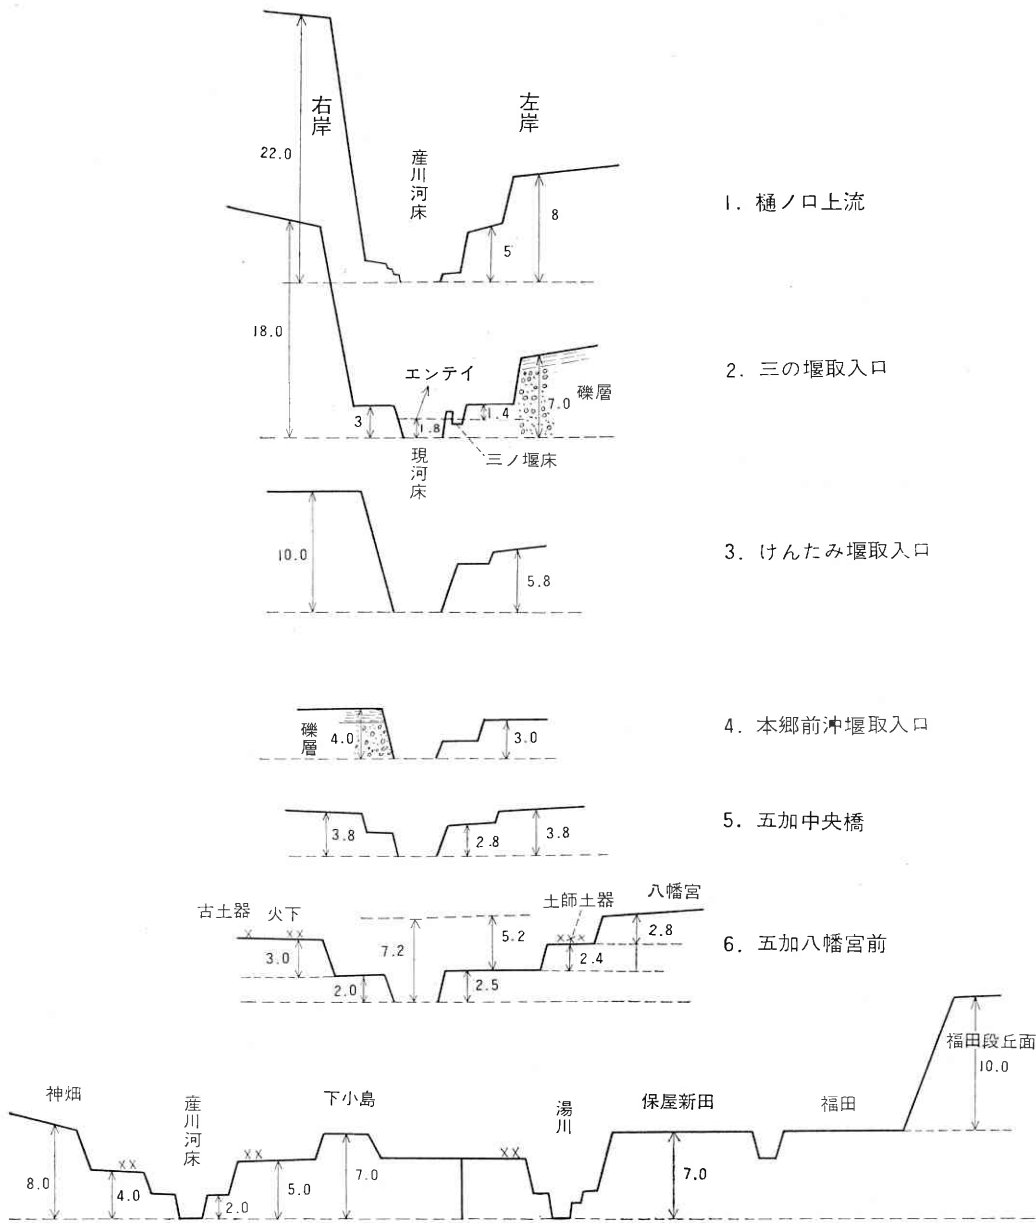 右岸
左岸
産川河床
22.0
8
5
1. 樋ノ口上流
18.0
エンテイ
3
1.8
1.4
7.0
礫層
三ノ堰床
現河床
2. 三の堰取入口
10.0
5.8
3. けんたみ堰取入口
礫層
4.0
3.0
4. 本郷前沖堰取入口
3.8
2.8
3.8
5. 五加中央橋
古土器
火下
土師土器
八幡宮
×
××
×××
3.0
2.0
7.2
5.2
2.5
2.4
2.8
6. 五加八幡宮前
神畑
産川河床
下小島
湯川
保屋新田
福田
福田段丘面
10.0
××
××
××
8.0
4.0
2.0
5.0
7.0
7.0